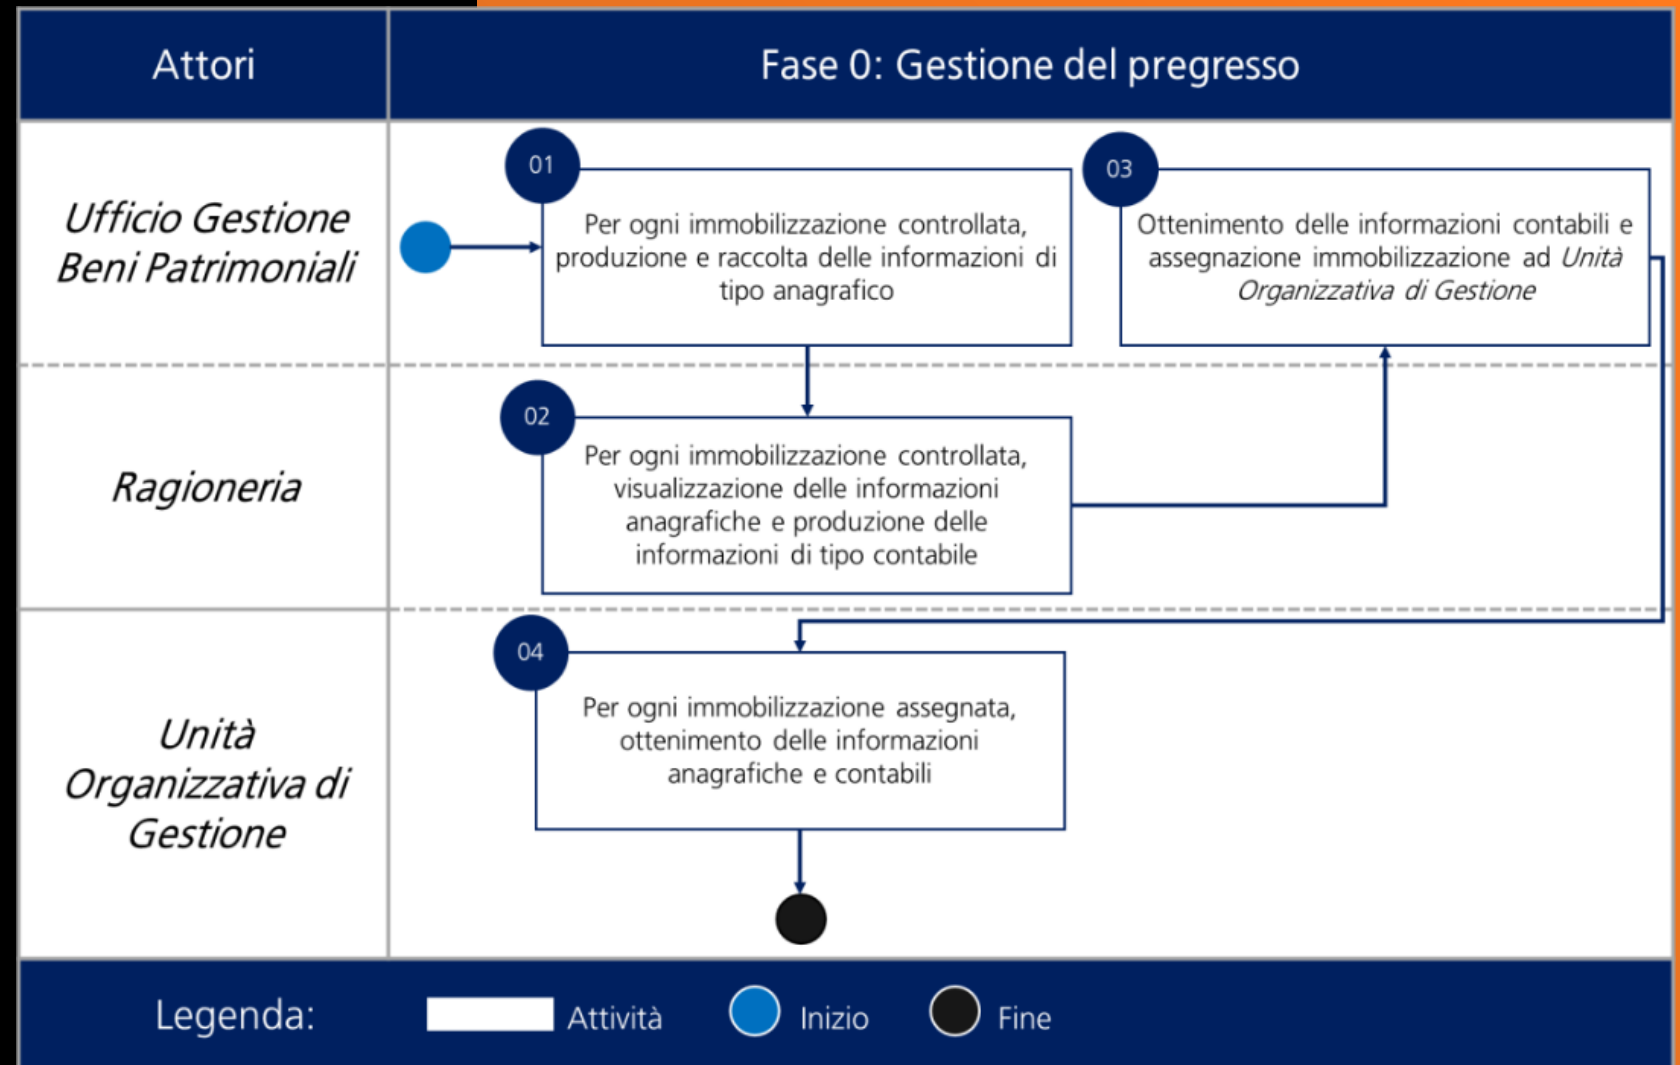 Attori
Fase 0: Gestione del pregresso
Ufficio Gestione
Beni Patrimoniali
01
Per ogni immobilizzazione controllata,
produzione e raccolta delle informazioni di
tipo anagrafico
03
Ottenimento delle informazioni contabili e
assegnazione immobilizzazione ad Unità
Organizzativa di Gestione
Ragioneria
02
Per ogni immobilizzazione controllata,
visualizzazione delle informazioni
anagrafiche e produzione delle
informazioni di tipo contabile
Unità
Organizzativa di
Gestione
04
Per ogni immobilizzazione assegnata,
ottenimento delle informazioni
anagrafiche e contabili
Legenda:
Attività
Inizio
Fine